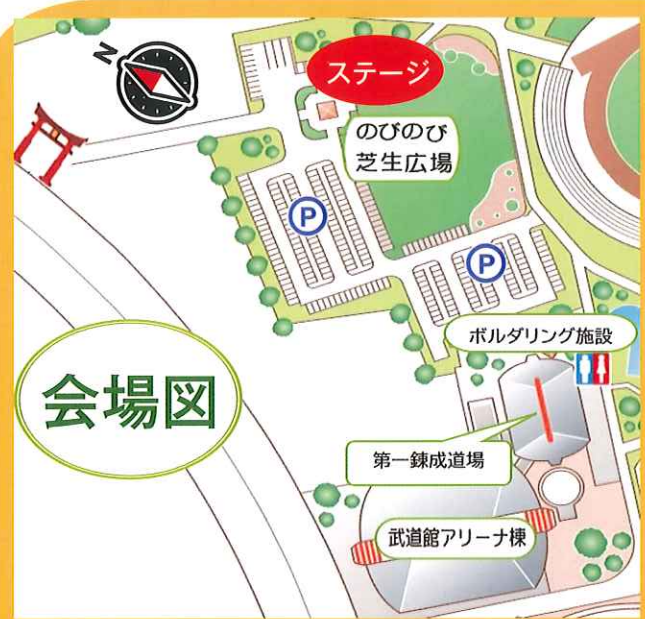 N
ステージ
のびのび
芝生広場
P
P
ボルダリング施設
会場図
第一錬成道場
武道館アリーナ棟